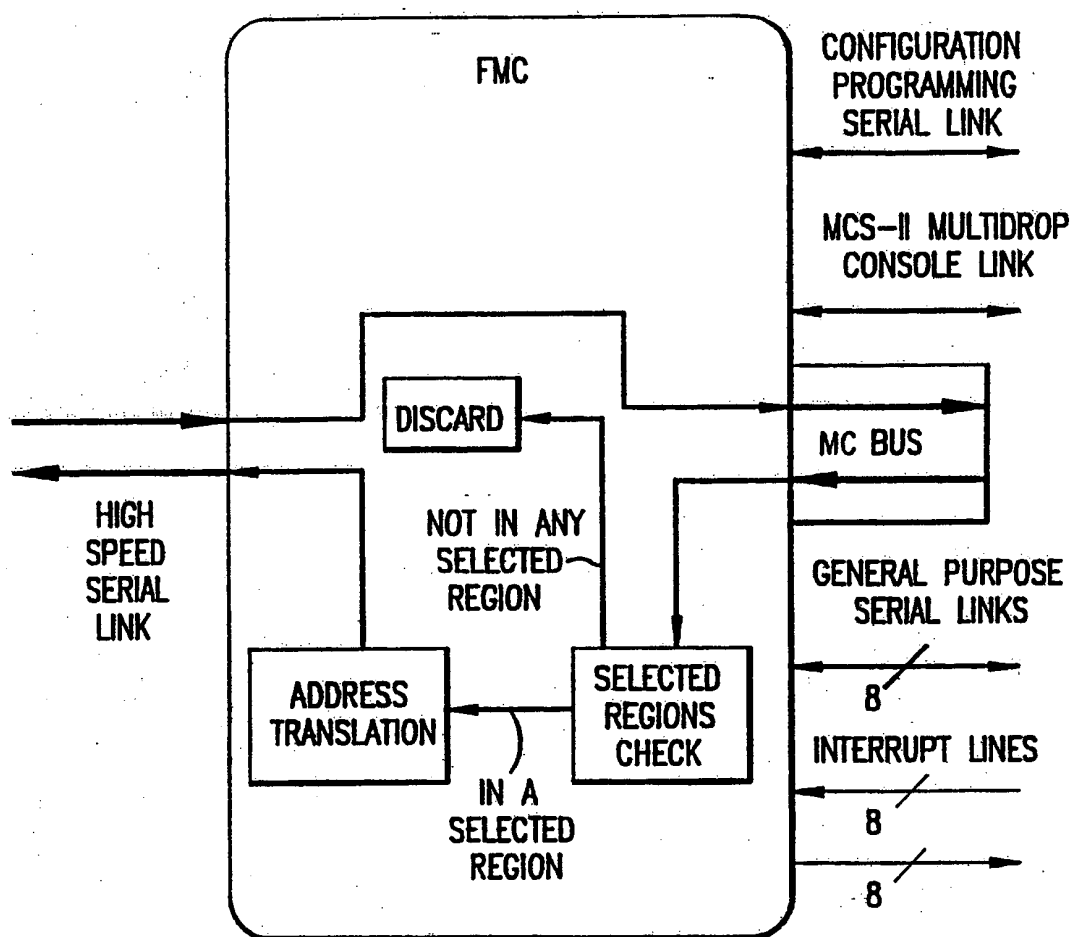 FMC
CONFIGURATION
PROGRAMMING
SERIAL LINK
MCS-II MULTIDROP
CONSOLE LINK
DISCARD
MC BUS
HIGH
SPEED
SERIAL
LINK
NOT IN ANY
SELECTED
REGION
GENERAL PURPOSE
SERIAL LINKS
8
ADDRESS
TRANSLATION
SELECTED
REGIONS
CHECK
IN A
SELECTED
REGION
INTERRUPT LINES
8
8